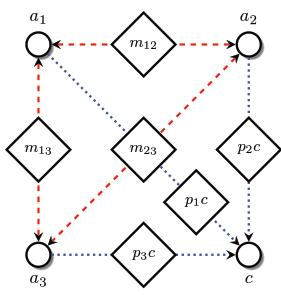 a₁ a₂
m₁₂
m₁₃ m₂₃ p₂c
p₁c
p₃c
a₃ c